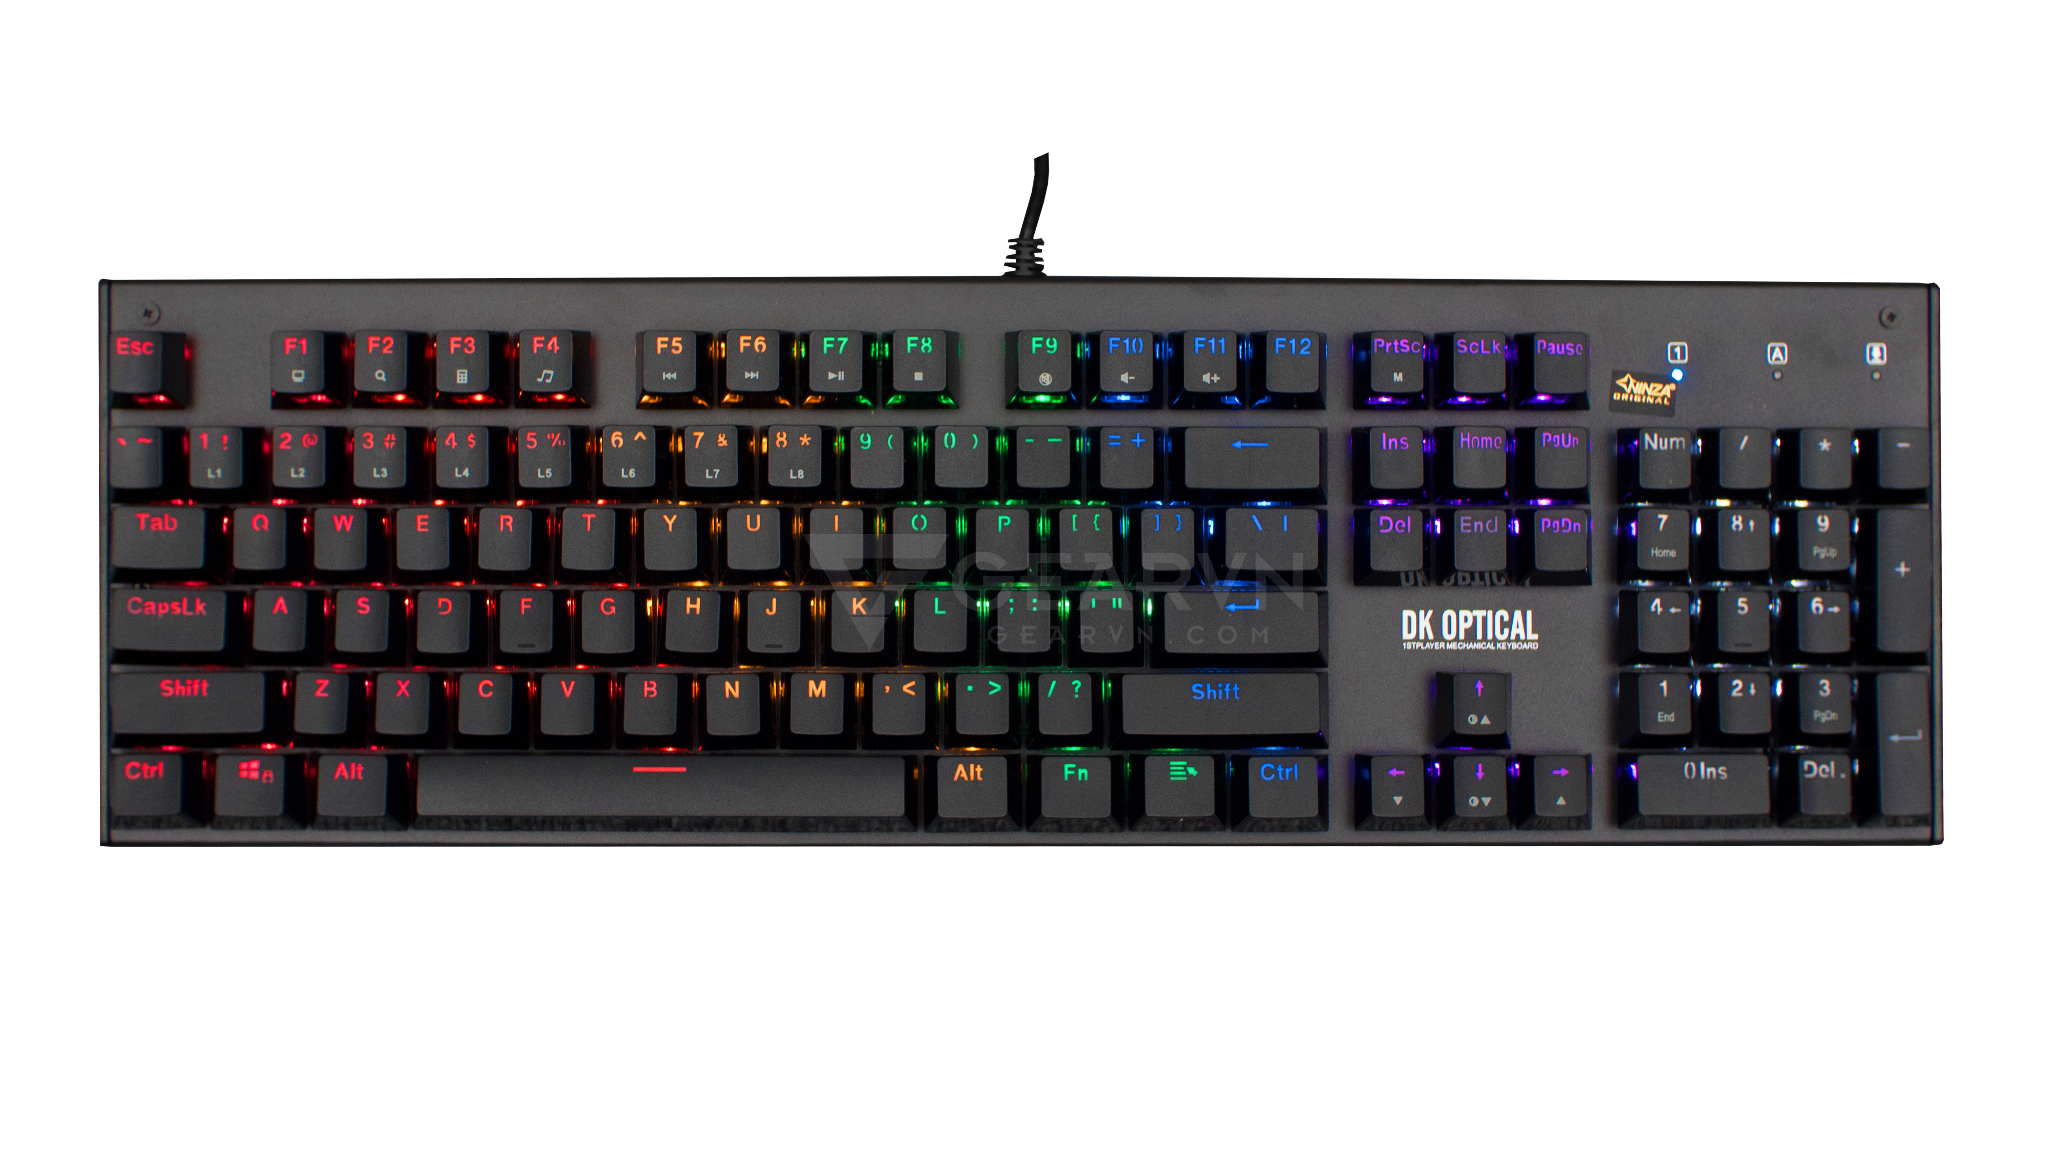 Esc F1 F2 F3 F4 F5 F6 F7 F8 F9 F10 F11 F12 PrtSc ScLk Pause 1 A
M
NINZA
ORIGINAL
` ~ 1 ! 2 @ 3 # 4 $ 5 % 6 ^ 7 & 8 * 9 ( 0 ) - — = + Ins Home PgUp Num / * -
L1 L2 L3 L4 L5 L6 L7 L8
Tab Q W E R T Y U I O P [ { ] } \ | Del End PgDn 7 8 9 +
Home PgUp
GEARVN
CapsLk A S D F G H J K L ; : ' " 4 5 6
GEARVN.COM
DK OPTICAL
1STPLAYER MECHANICAL KEYBOARD
Shift Z X C V B N M , < . > / ? Shift 1 2 3
End PgDn
Ctrl Alt Alt Fn Ctrl 0 Ins Del .